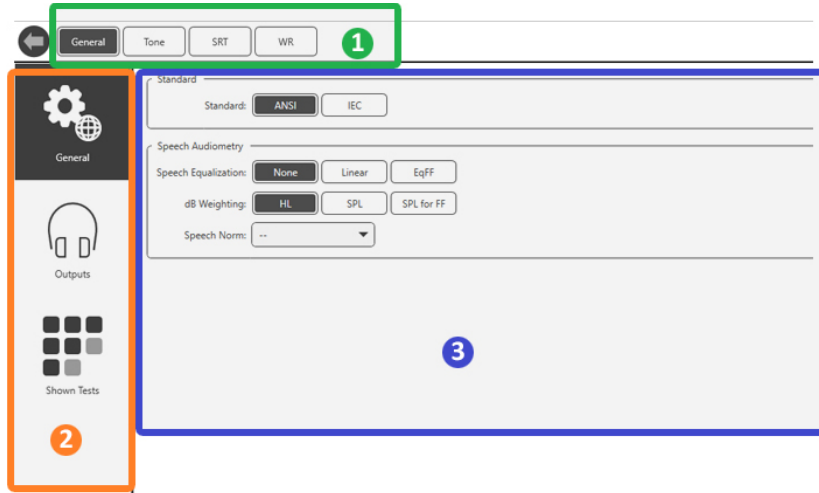 General Tone SRT WR 1
Standard
Standard: ANSI IEC
General
Speech Audiometry
Speech Equalization: None Linear EqFF
dB Weighting: HL SPL SPL for FF
Speech Norm: --
Outputs
3
Shown Tests
2